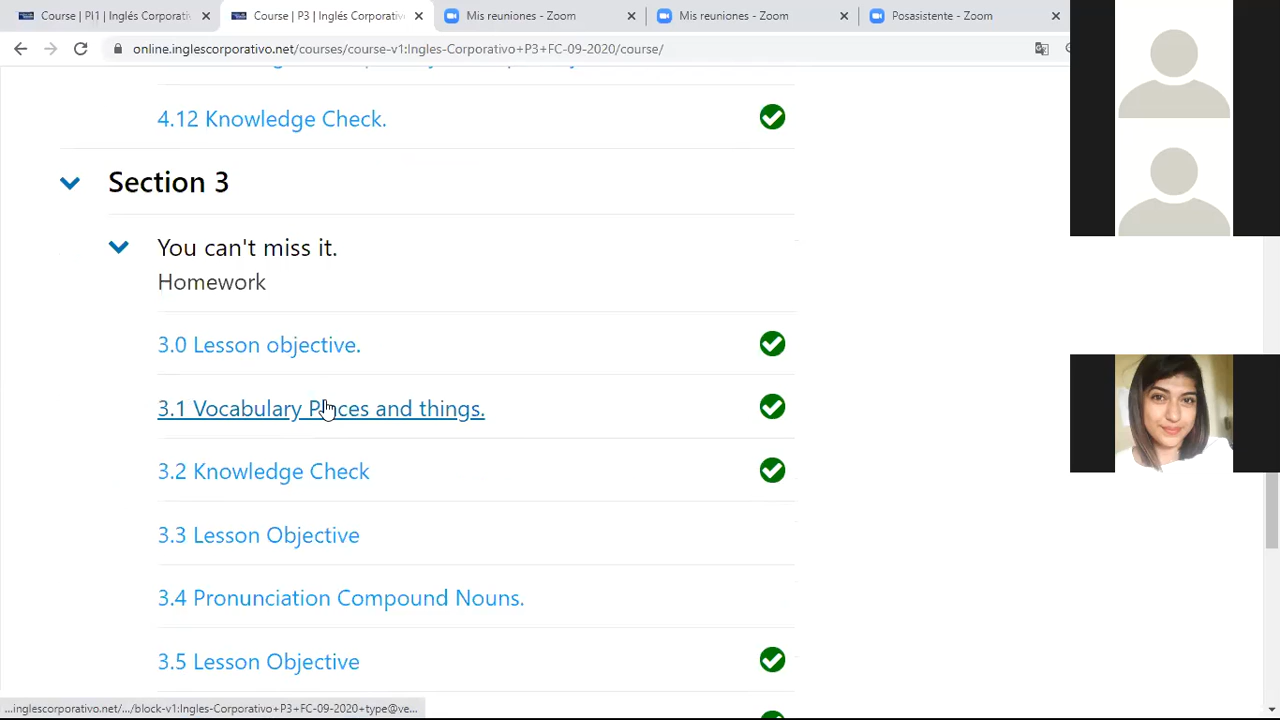 Course | Pi1 | Inglés Corporati
Course | P3 | Inglés Corporativ
Mis reuniones - Zoom
Mis reuniones - Zoom
Posasistente - Zoom
online.inglescorporativo.net/courses/course-v1:Ingles-Corporativo+P3+FC-09-2020/course/
4.12 Knowledge Check.
Section 3
You can't miss it.
Homework
3.0 Lesson objective.
3.1 Vocabulary Places and things.
3.2 Knowledge Check
3.3 Lesson Objective
3.4 Pronunciation Compound Nouns.
3.5 Lesson Objective
...inglescorporativo.net/.../block-v1:Ingles-Corporativo+P3+FC-09-2020+type@ve...